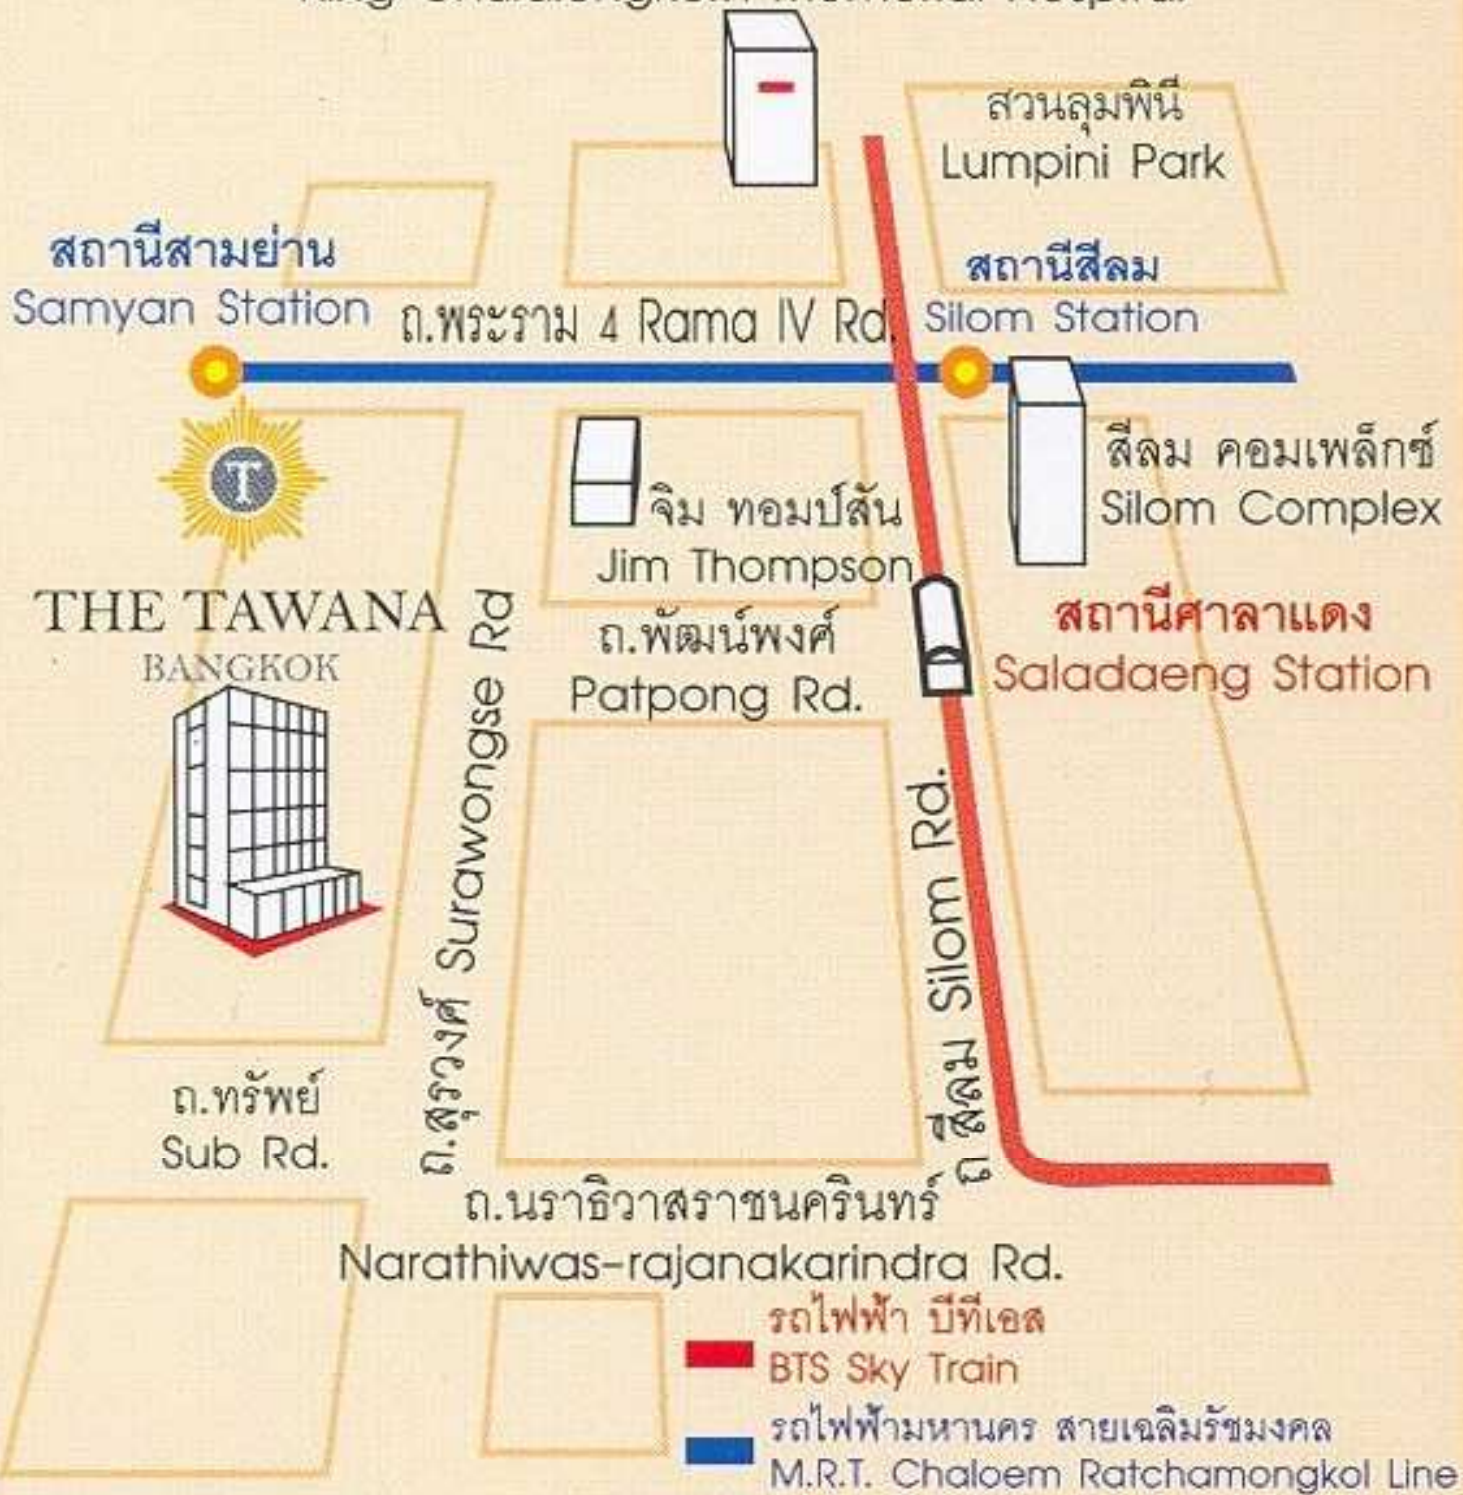 สวนลุมพินี
Lumpini Park
สถานีสามย่าน
Samyan Station
ถ.พระราม 4 Rama IV Rd.
สถานีสีลม
Silom Station
T
THE TAWANA
BANGKOK
จิม ทอมป์สัน
Jim Thompson
สีลม คอมเพล็กซ์
Silom Complex
สถานีศาลาแดง
Saladaeng Station
ถ.พัฒน์พงศ์
Patpong Rd.
ถ.สุรวงศ์ Surawongse Rd
ถ สีลม Silom Rd.
ถ.ทรัพย์
Sub Rd.
ถ.นราธิวาสราชนครินทร์
Narathiwas-rajanakarindra Rd.
รถไฟฟ้า บีทีเอส
BTS Sky Train
รถไฟฟ้ามหานคร สายเฉลิมรัชมงคล
M.R.T. Chaloem Ratchamongkol Line